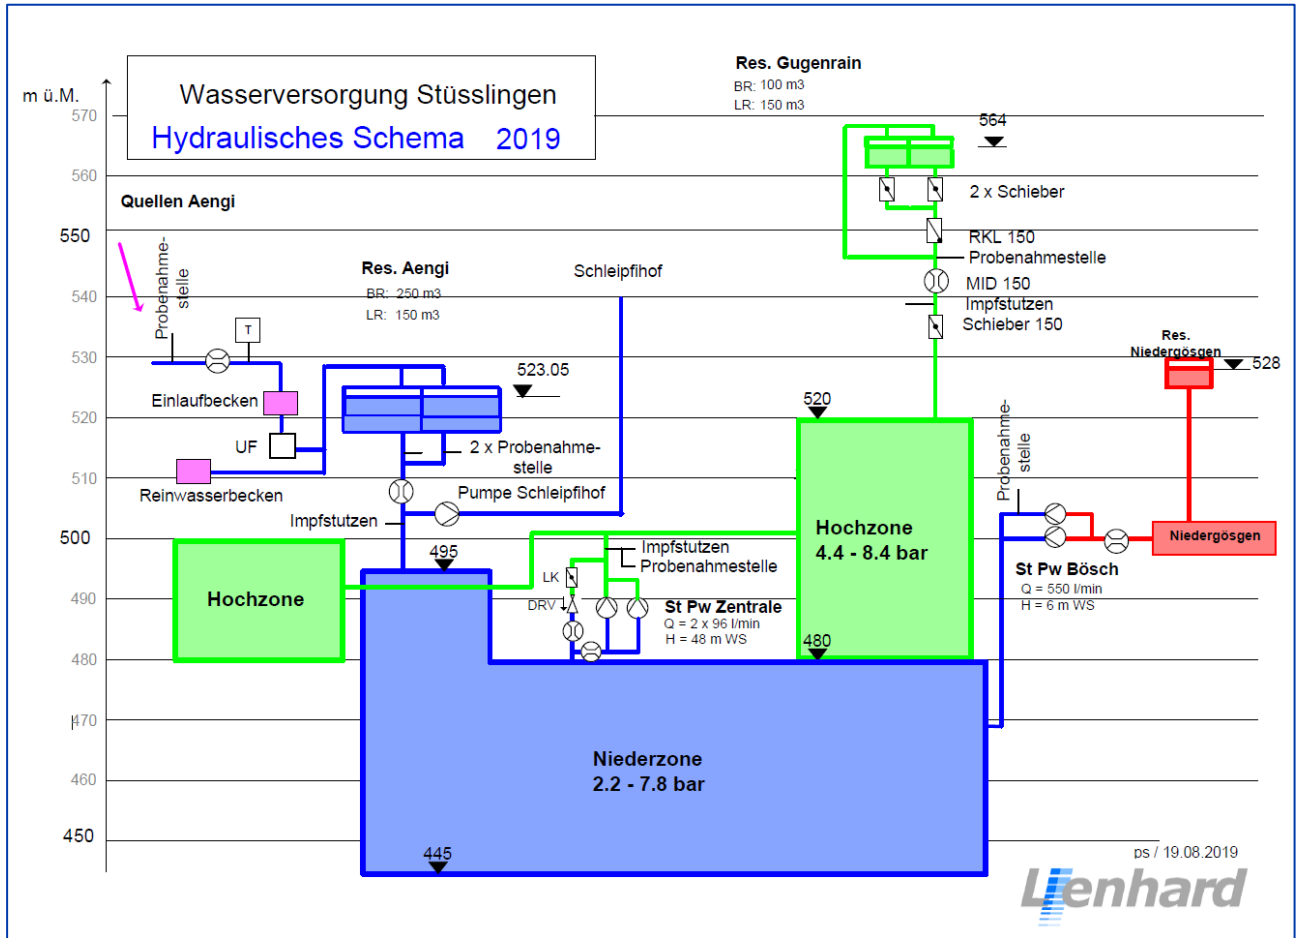 Wasserversorgung Stüsslingen
Hydraulisches Schema 2019
m ü.M.
570
560
550
540
530
520
510
500
490
480
470
460
450
Quellen Aengi
Probenahme-
stelle
T
Einlaufbecken
UF
Reinwasserbecken
Res. Aengi
BR: 250 m3
LR: 150 m3
523.05
2 x Probenahme-
stelle
Pumpe Schleipfihof
Impfstutzen
Schleipfihof
Res. Gugenrain
BR: 100 m3
LR: 150 m3
564
2 x Schieber
RKL 150
Probenahmestelle
MID 150
Impfstutzen
Schieber 150
Res.
Niedergösgen
528
Probenahme-
stelle
Niedergösgen
St Pw Bösch
Q = 550 l/min
H = 6 m WS
520
Hochzone
4.4 - 8.4 bar
480
Hochzone
495
Impfstutzen
Probenahmestelle
LK
DRV
St Pw Zentrale
Q = 2 x 96 l/min
H = 48 m WS
Niederzone
2.2 - 7.8 bar
445
ps / 19.08.2019
Lienhard